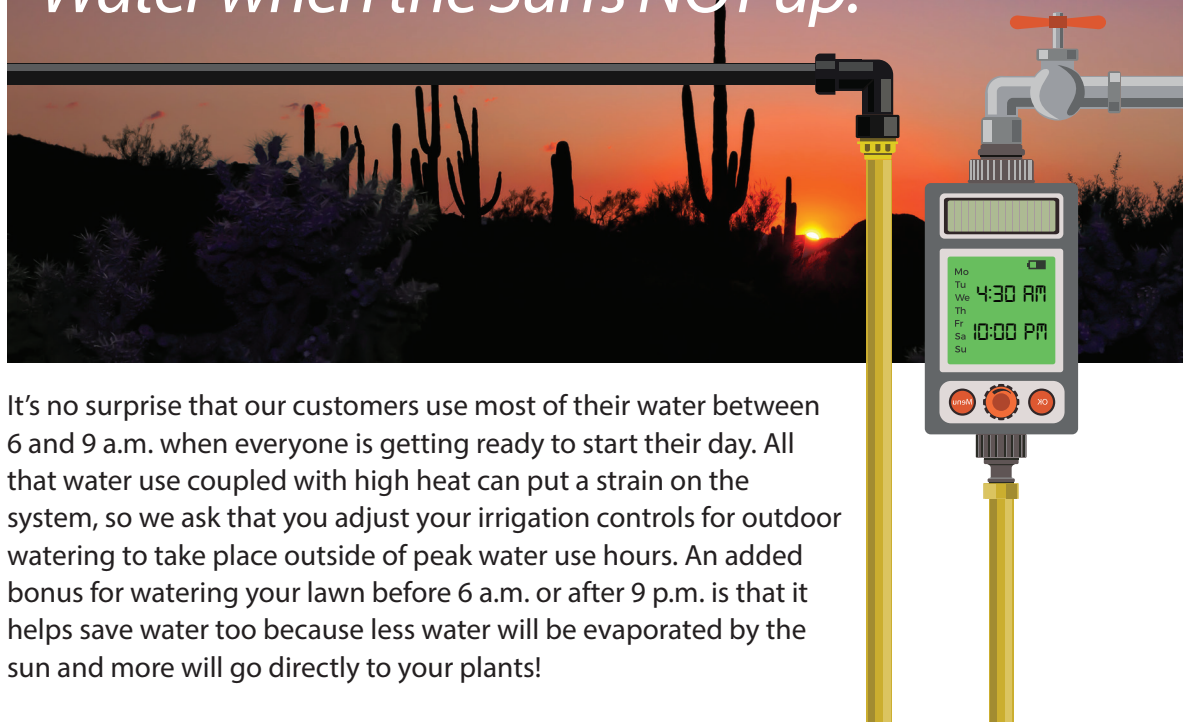 Water when the Sun's NOT up!
Mo
Tu
We
Th
Fr
Sa
Su
4:30 AM
10:00 PM
Menu
OK
It's no surprise that our customers use most of their water between
6 and 9 a.m. when everyone is getting ready to start their day. All
that water use coupled with high heat can put a strain on the
system, so we ask that you adjust your irrigation controls for outdoor
watering to take place outside of peak water use hours. An added
bonus for watering your lawn before 6 a.m. or after 9 p.m. is that it
helps save water too because less water will be evaporated by the
sun and more will go directly to your plants!